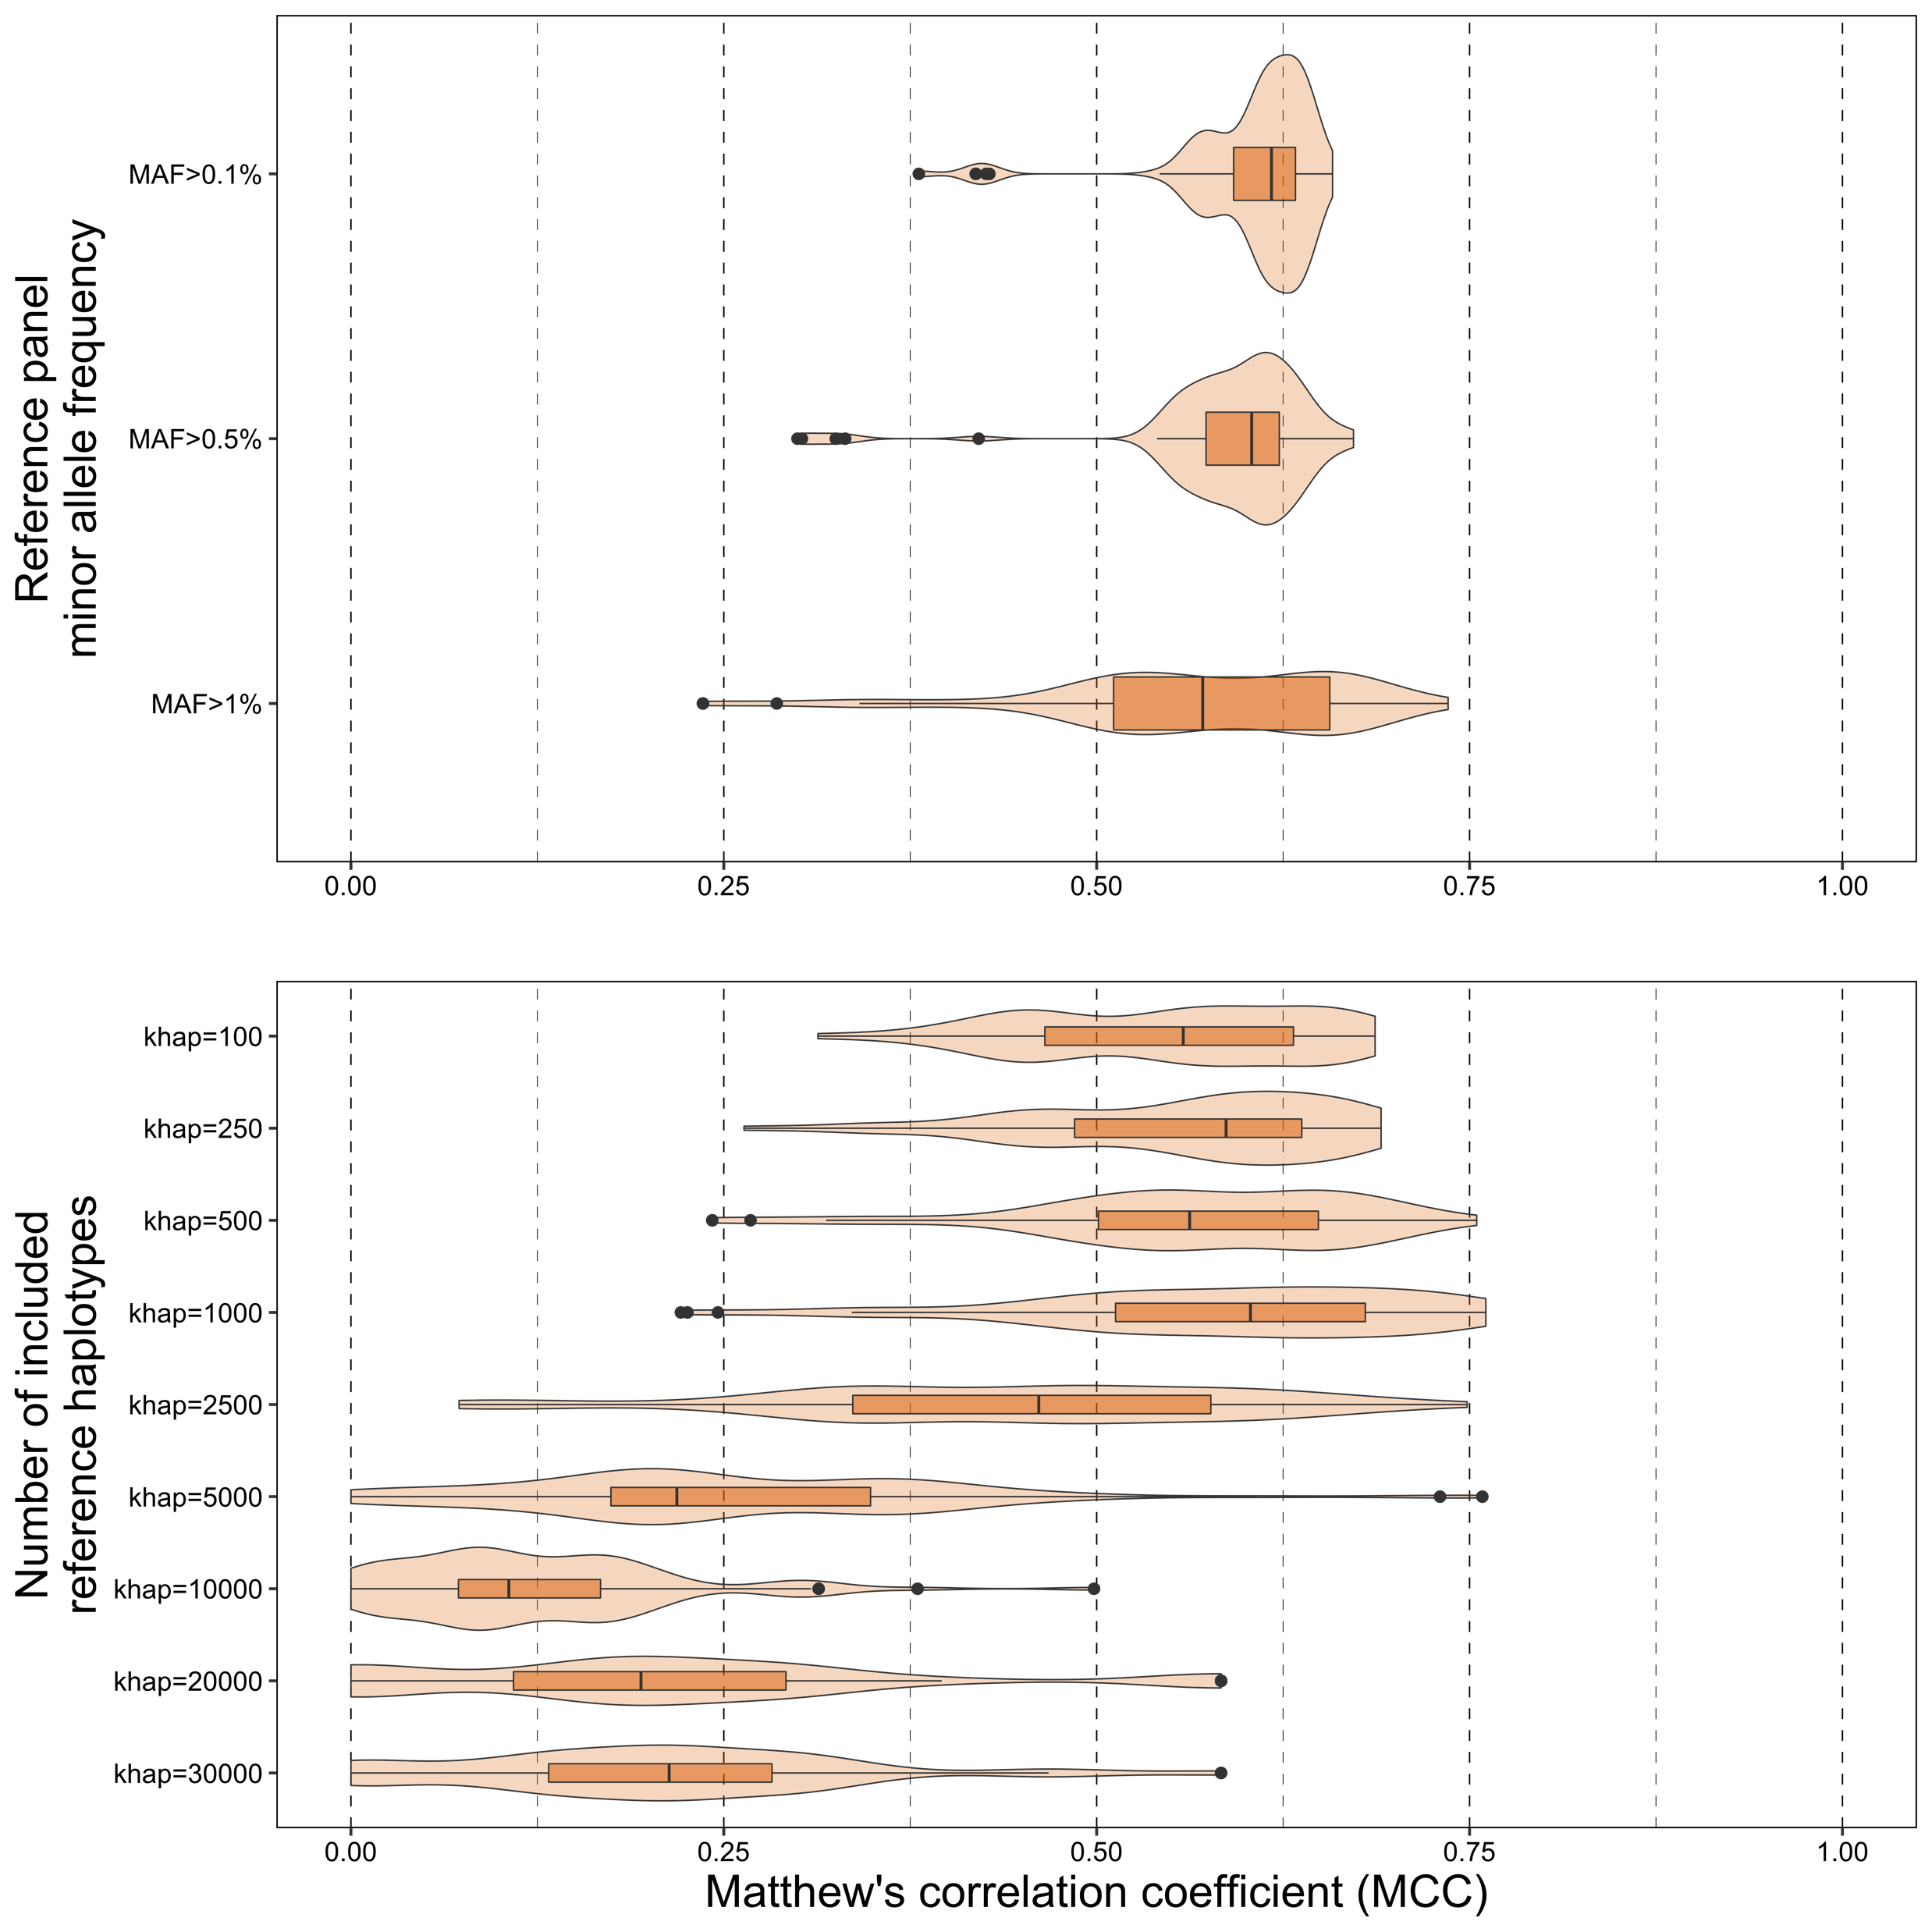 Reference panel
minor allele frequency
MAF>0.1%
MAF>0.5%
MAF>1%
0.00 0.25 0.50 0.75 1.00
Number of included
reference haplotypes
khap=100
khap=250
khap=500
khap=1000
khap=2500
khap=5000
khap=10000
khap=20000
khap=30000
0.00 0.25 0.50 0.75 1.00
Matthew's correlation coefficient (MCC)